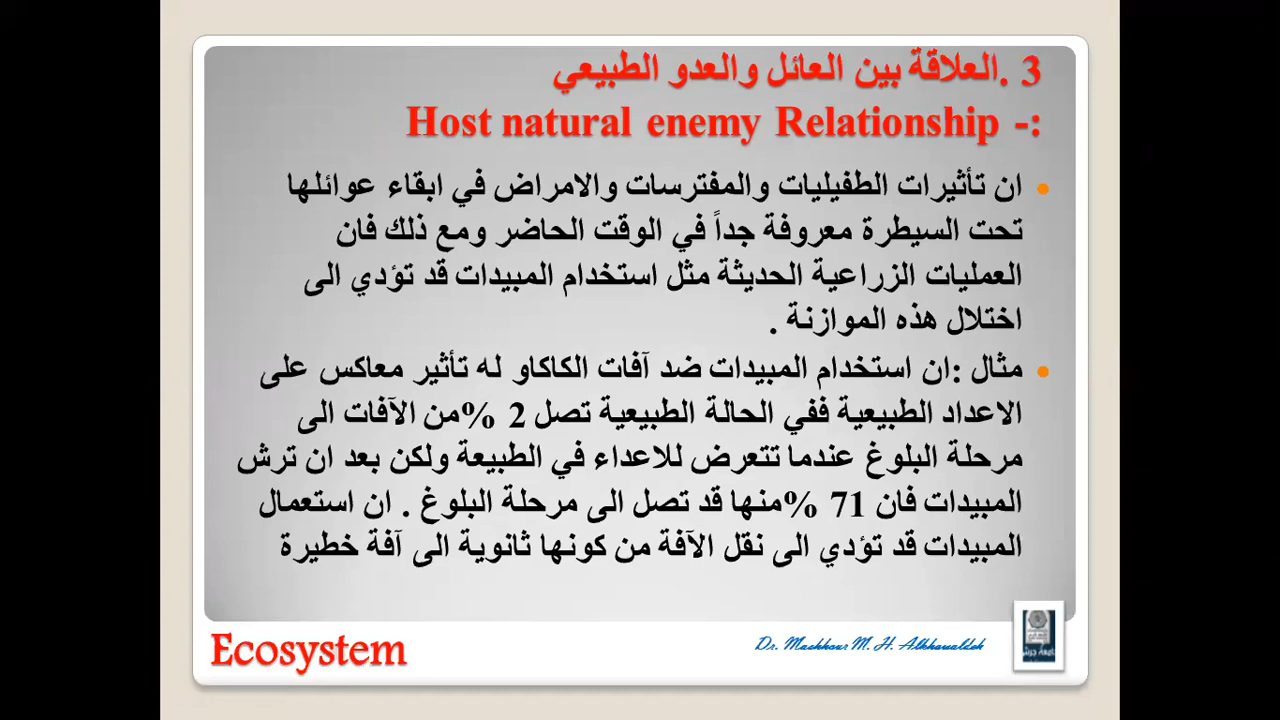 3 .العلاقة بين العائل والعدو الطبيعي
Host natural enemy Relationship -:
ان تأثيرات الطفيليات والمفترسات والامراض في ابقاء عوائلها
تحت السيطرة معروفة جداً في الوقت الحاضر ومع ذلك فان
العمليات الزراعية الحديثة مثل استخدام المبيدات قد تؤدي الى
اختلال هذه الموازنة .
مثال :ان استخدام المبيدات ضد آفات الكاكاو له تأثير معاكس على
الاعداد الطبيعية ففي الحالة الطبيعية تصل 2 %من الآفات الى
مرحلة البلوغ عندما تتعرض للاعداء في الطبيعة ولكن بعد ان ترش
المبيدات فان 71 %منها قد تصل الى مرحلة البلوغ . ان استعمال
المبيدات قد تؤدي الى نقل الآفة من كونها ثانوية الى آفة خطيرة
Ecosystem
Dr. Mashhour M. H. Alkhawaldeh